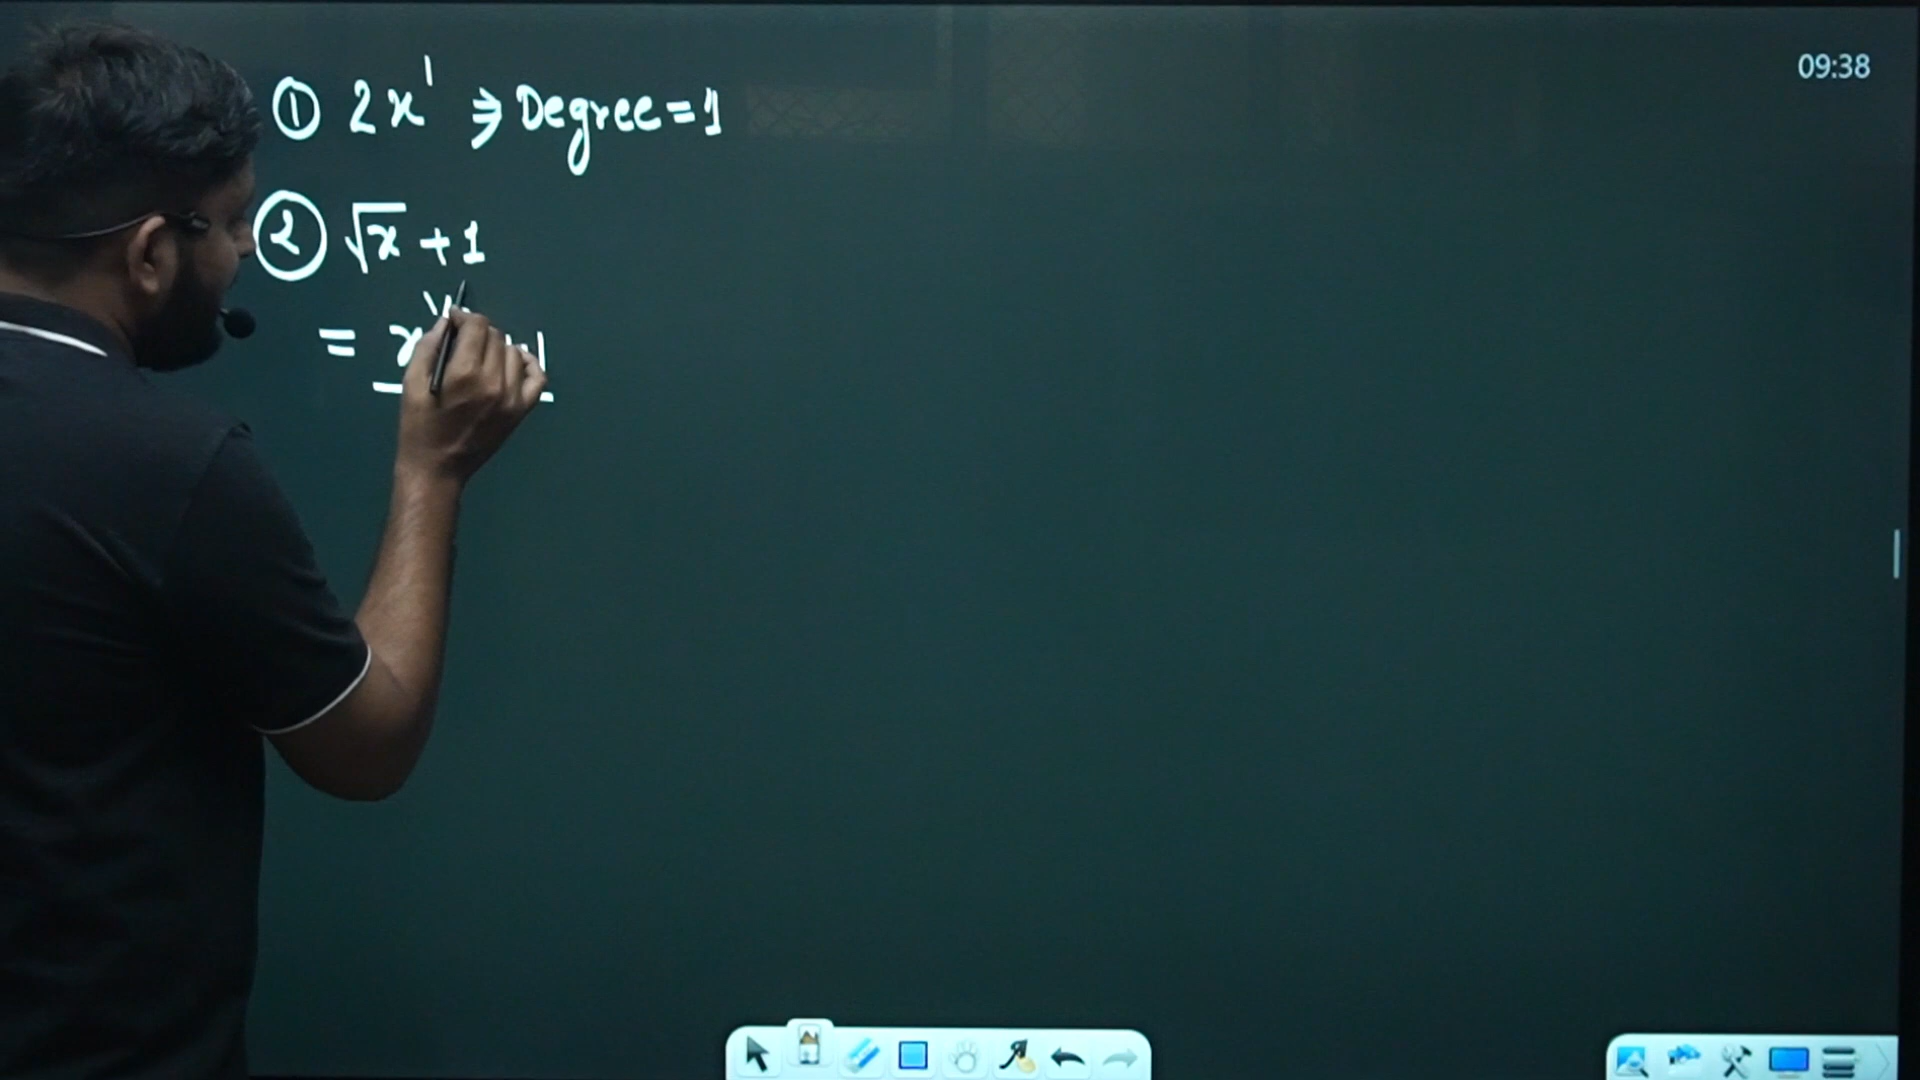 09:38
① 2x¹ ⇒ Degree = 1
② √x + 1
= x